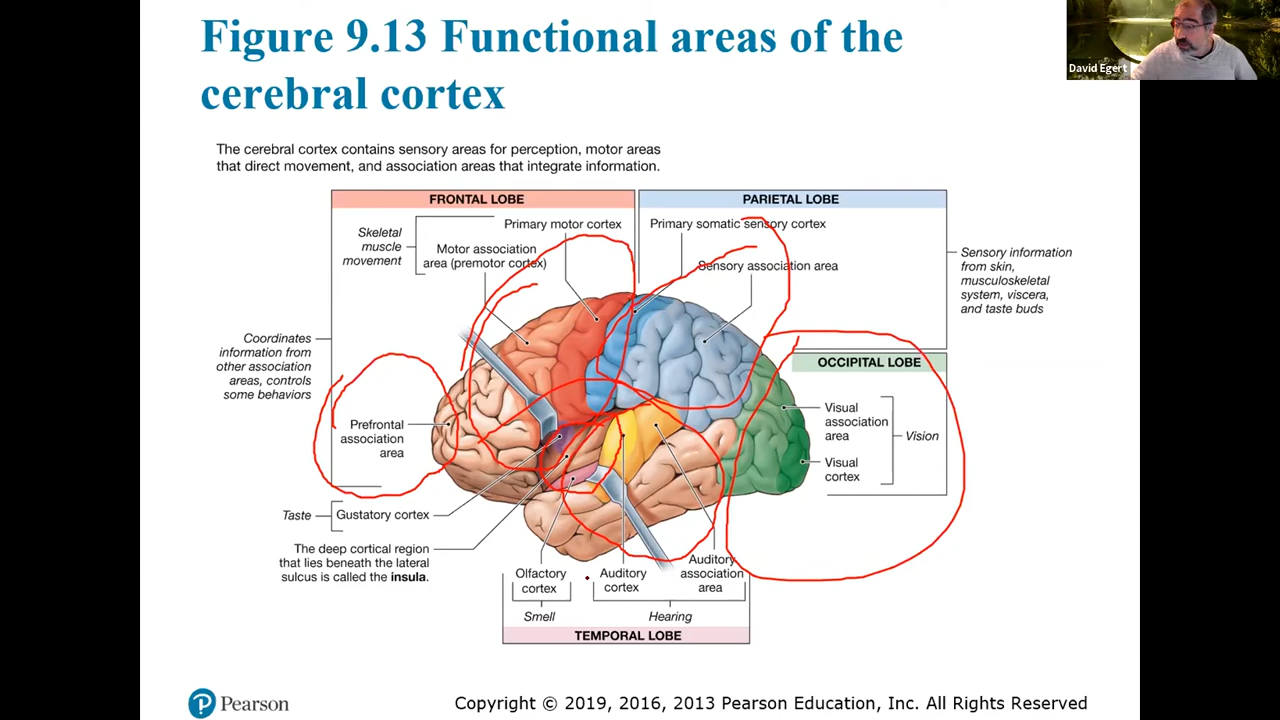 Figure 9.13 Functional areas of the
cerebral cortex
David Egert
The cerebral cortex contains sensory areas for perception, motor areas
that direct movement, and association areas that integrate information.
FRONTAL LOBE
PARIETAL LOBE
Skeletal
muscle
movement
Primary motor cortex
Motor association
area (premotor cortex)
Primary somatic sensory cortex
Sensory association area
Sensory information
from skin,
musculoskeletal
system, viscera,
and taste buds
Coordinates
information from
other association
areas, controls
some behaviors
Prefrontal
association
area
OCCIPITAL LOBE
Visual
association
area
Vision
Visual
cortex
Taste
Gustatory cortex
The deep cortical region
that lies beneath the lateral
sulcus is called the insula.
Olfactory
cortex
Auditory
cortex
Auditory
association
area
Smell
Hearing
TEMPORAL LOBE
P Pearson
Copyright © 2019, 2016, 2013 Pearson Education, Inc. All Rights Reserved